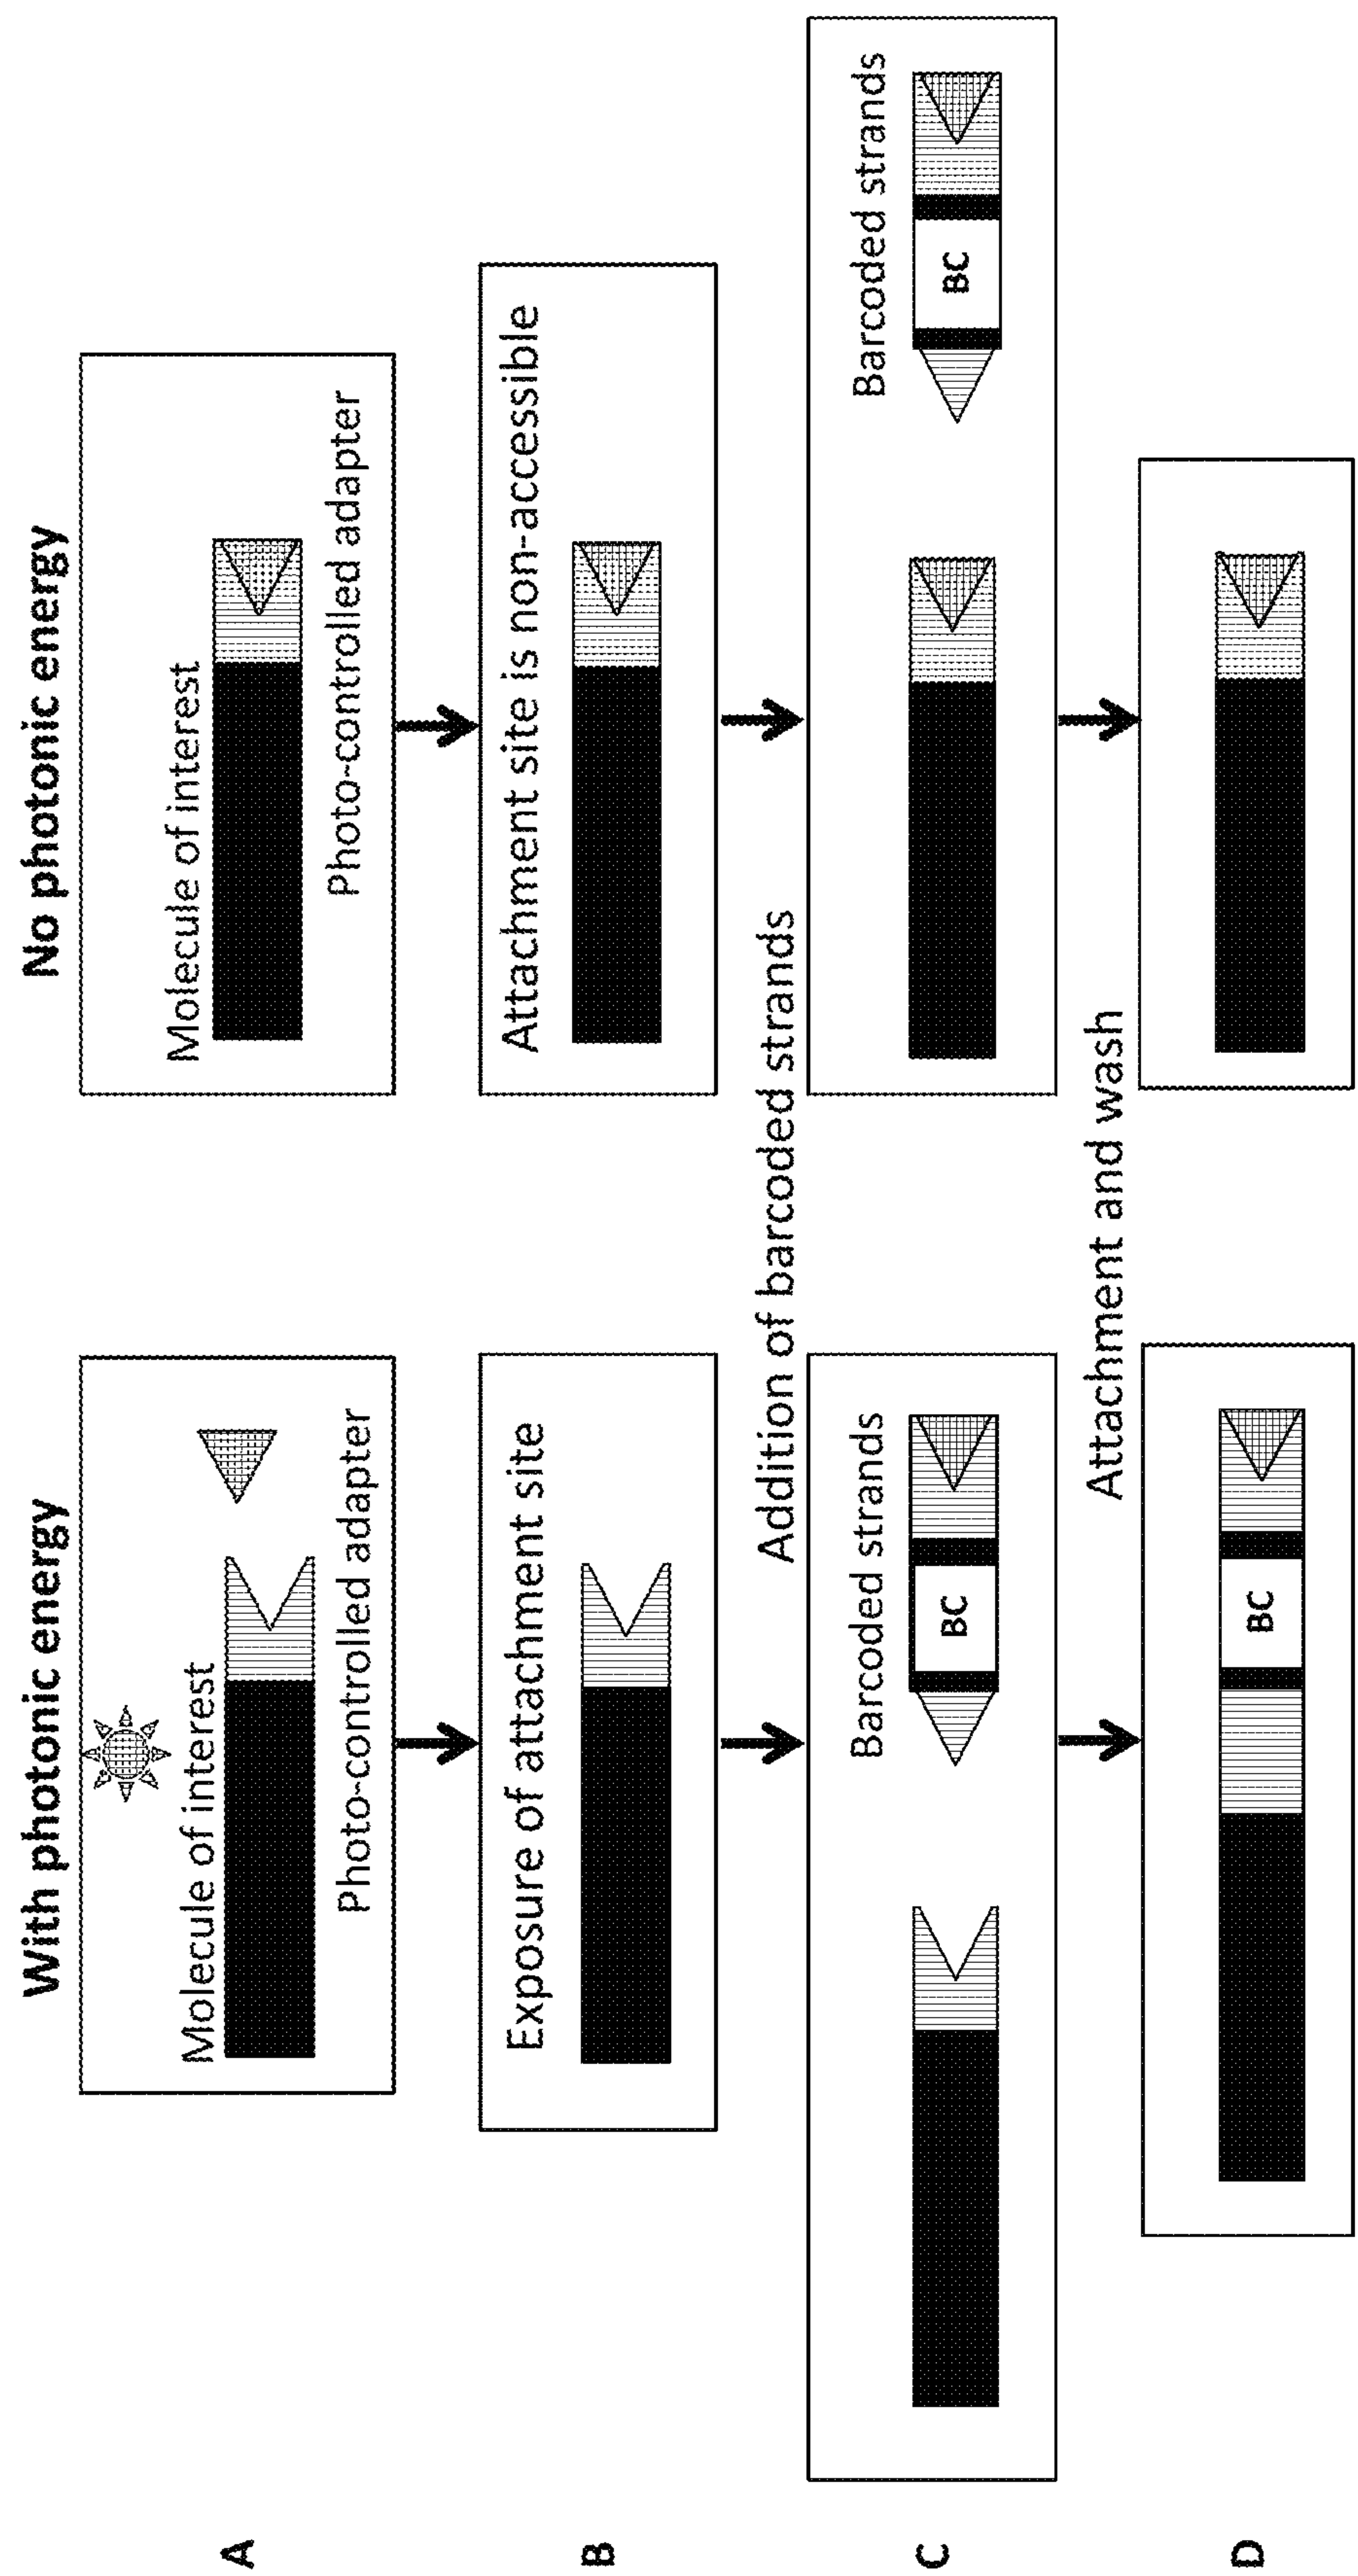 With photonic energy
No photonic energy
A
Molecule of interest
Photo-controlled adapter
Molecule of interest
Photo-controlled adapter
B
Exposure of attachment site
Attachment site is non-accessible
Addition of barcoded strands
C
Barcoded strands
BC
Barcoded strands
BC
Attachment and wash
D
BC